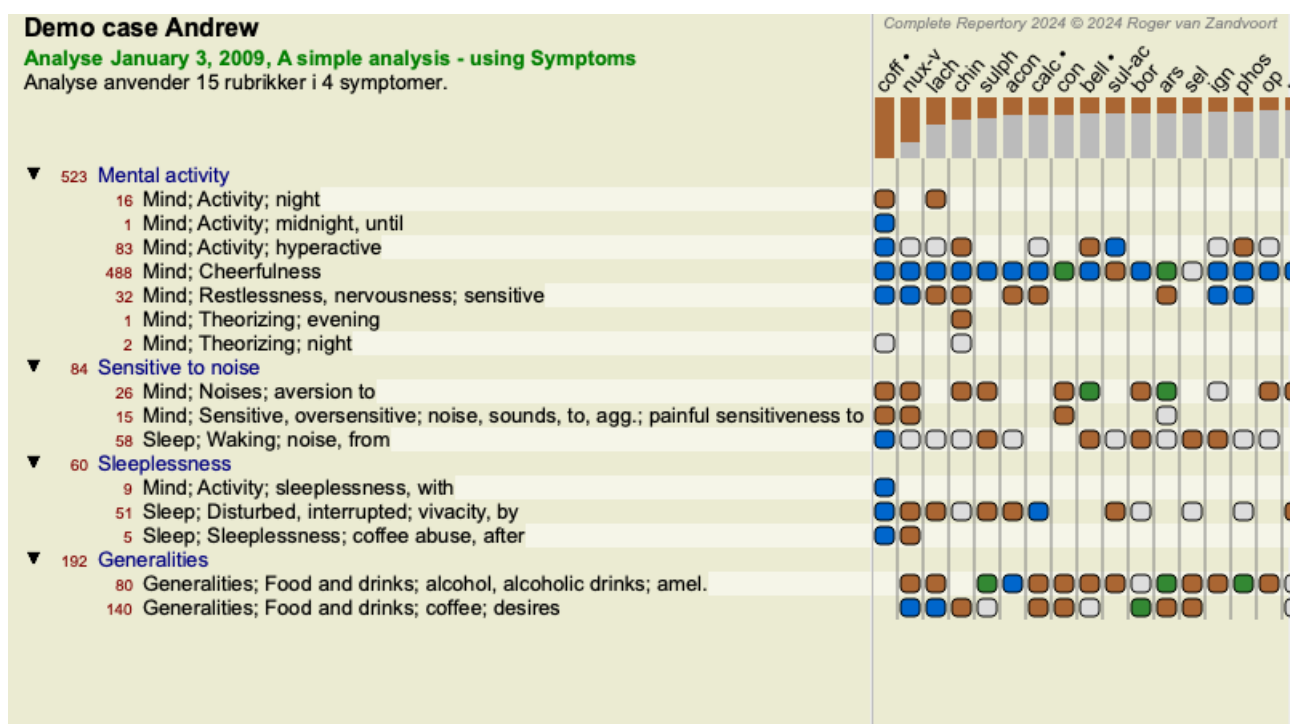 Demo case Andrew
Complete Repertory 2024 © 2024 Roger van Zandvoort
Analyse January 3, 2009, A simple analysis - using Symptoms
Analyse anvender 15 rubrikker i 4 symptomer.
coff • nux-v lach chin sulph acon calc • con bell • sul-ac bor ars sel ign phos op
523 Mental activity
16 Mind; Activity; night
1 Mind; Activity; midnight, until
83 Mind; Activity; hyperactive
488 Mind; Cheerfulness
32 Mind; Restlessness, nervousness; sensitive
1 Mind; Theorizing; evening
2 Mind; Theorizing; night
84 Sensitive to noise
26 Mind; Noises; aversion to
15 Mind; Sensitive, oversensitive; noise, sounds, to, agg.; painful sensitiveness to
58 Sleep; Waking; noise, from
60 Sleeplessness
9 Mind; Activity; sleeplessness, with
51 Sleep; Disturbed, interrupted; vivacity, by
5 Sleep; Sleeplessness; coffee abuse, after
192 Generalities
80 Generalities; Food and drinks; alcohol, alcoholic drinks; amel.
140 Generalities; Food and drinks; coffee; desires